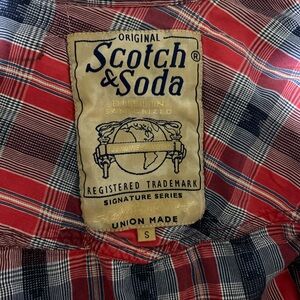 ORIGINAL
Scotch®
& Soda
REGISTERED TRADEMARK
SIGNATURE SERIES
UNION MADE
S